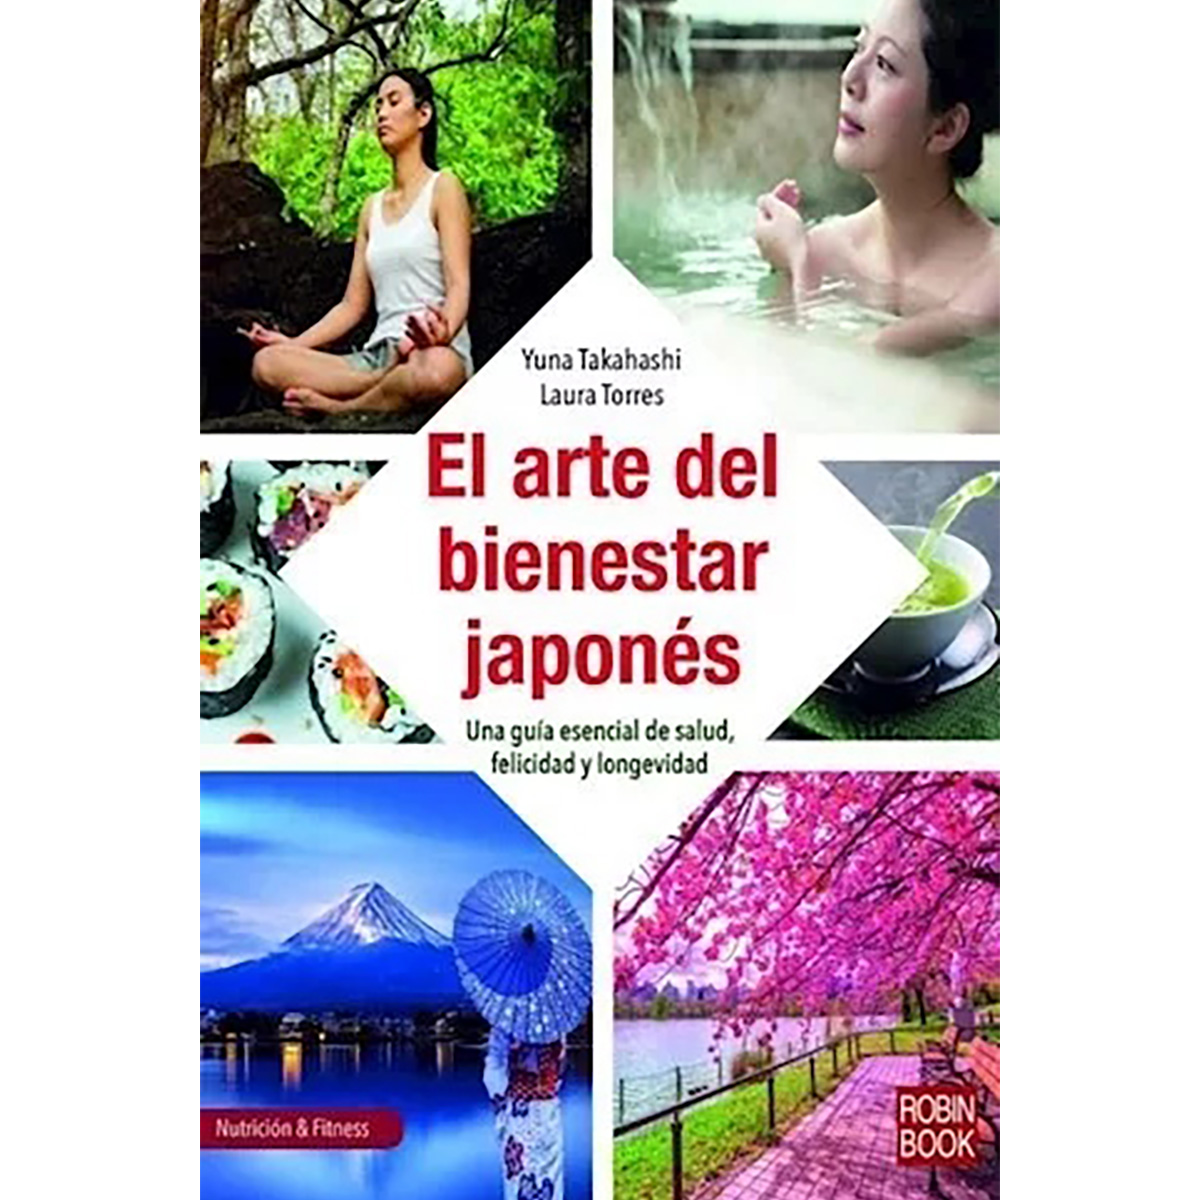 Yuna Takahashi
Laura Torres
El arte del
bienestar
japonés
Una guía esencial de salud,
felicidad y longevidad
Nutrición & Fitness
ROBIN
BOOK